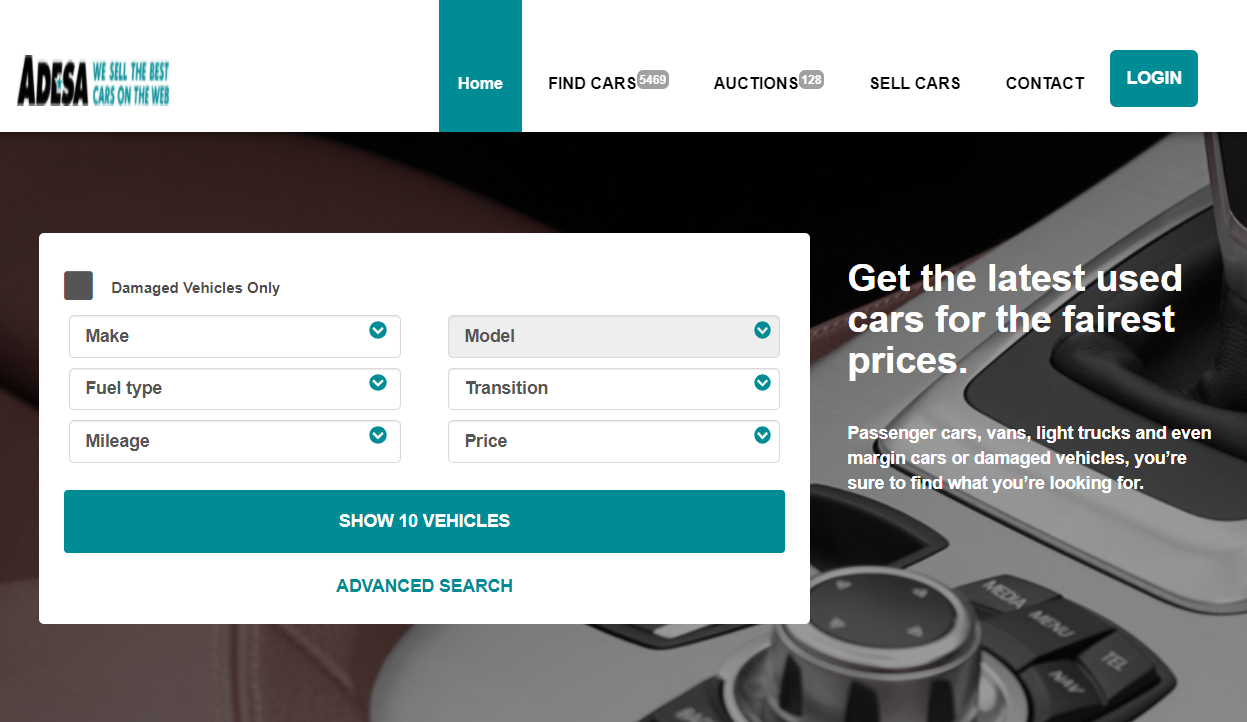 ADESA WE SELL THE BEST
CARS ON THE WEB
Home
FIND CARS 5469
AUCTIONS 128
SELL CARS
CONTACT
LOGIN
Damaged Vehicles Only
Make
Model
Fuel type
Transition
Mileage
Price
SHOW 10 VEHICLES
ADVANCED SEARCH
Get the latest used
cars for the fairest
prices.
Passenger cars, vans, light trucks and even
margin cars or damaged vehicles, you’re
sure to find what you’re looking for.
MEDIA
MENU
TEL
NAV